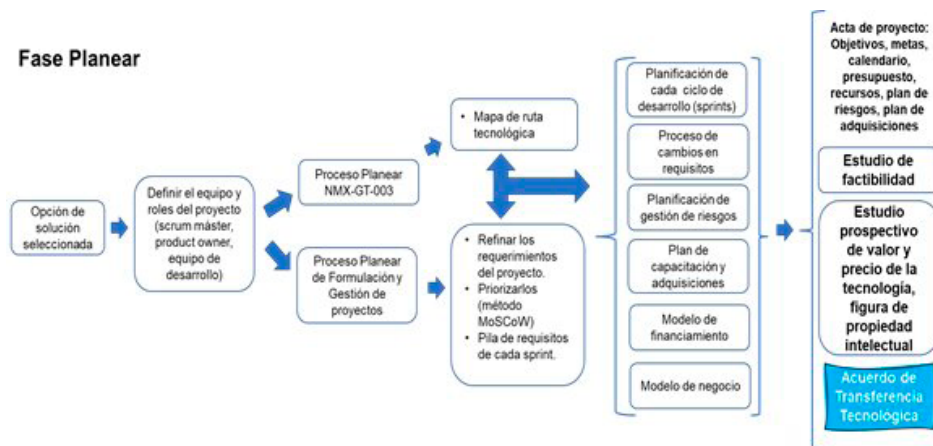 Fase Planear
Opción de
solución
seleccionada
Definir el equipo y
roles del proyecto
(scrum máster,
product owner,
equipo de
desarrollo)
Proceso Planear
NMX-GT-003
Proceso Planear
de Formulación y
Gestión de
proyectos
• Mapa de ruta
tecnológica
• Refinar los
requerimientos
del proyecto.
• Priorizarlos
(método
MoSCoW)
• Pila de requisitos
de cada sprint.
Planificación de
cada ciclo de
desarrollo (sprints)
Proceso de
cambios en
requisitos
Planificación de
gestión de riesgos
Plan de
capacitación y
adquisiciones
Modelo de
financiamiento
Modelo de negocio
Acta de proyecto:
Objetivos, metas,
calendario,
presupuesto,
recursos, plan de
riesgos, plan de
adquisiciones
Estudio de
factibilidad
Estudio
prospectivo
de valor y
precio de la
tecnología,
figura de
propiedad
intelectual
Acuerdo de
Transferencia
Tecnológica